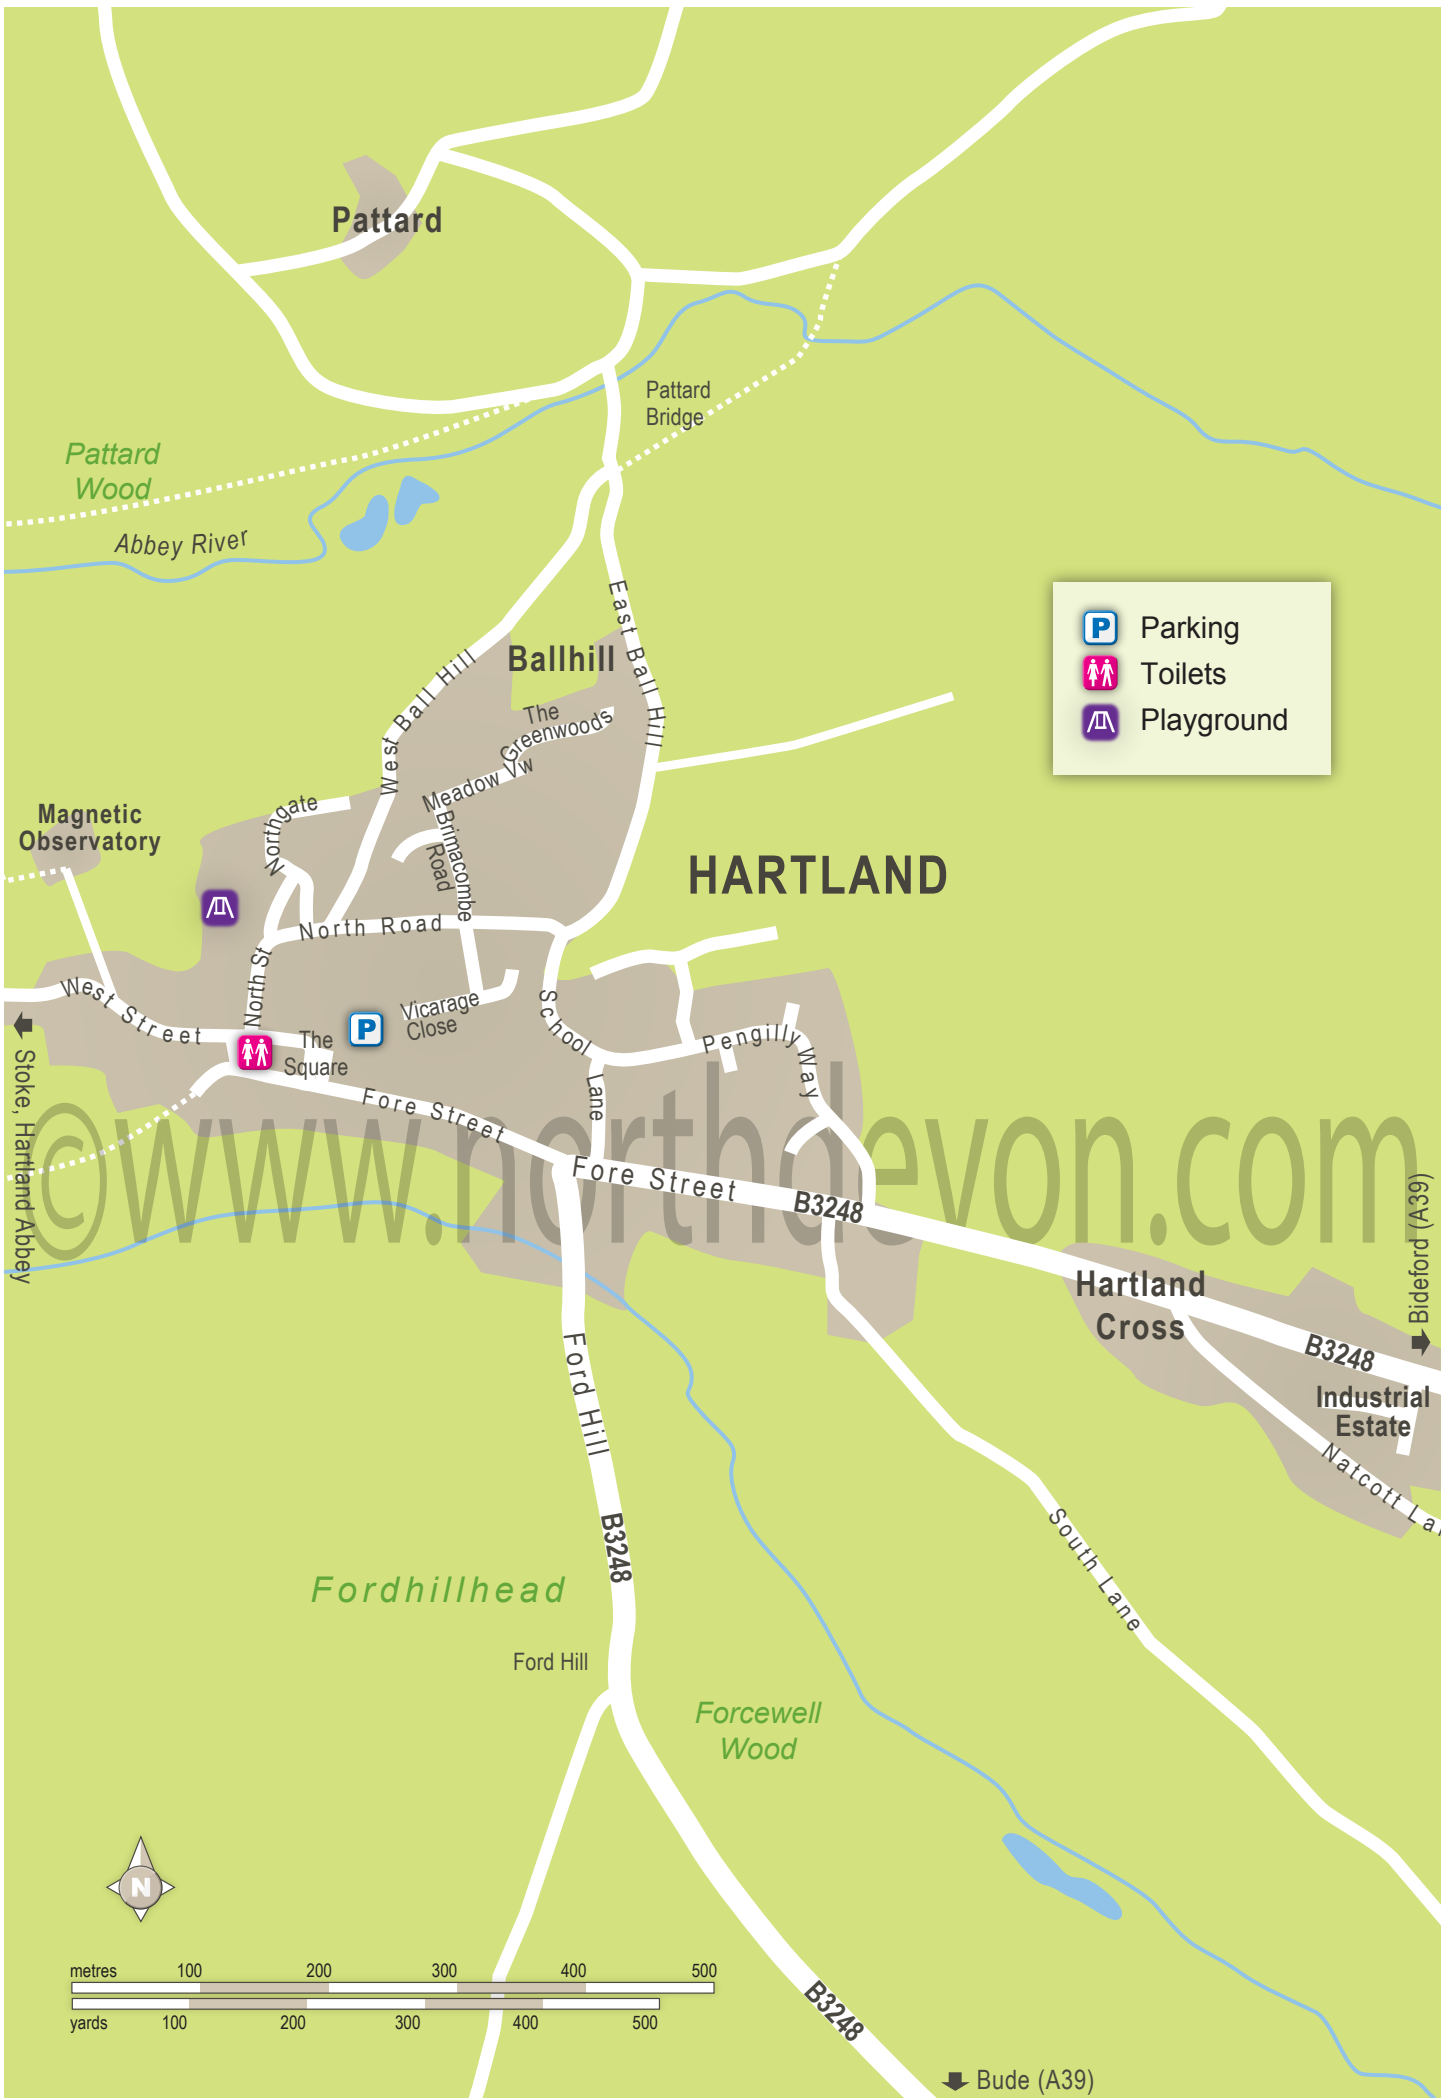 Pattard
Pattard
Bridge
Pattard
Wood
Abbey River
P Parking
Toilets
Playground
East Ball Hill
Ballhill
West Ball Hill
The
Greenwoods
Meadow Vw
Northgate
Magnetic
Observatory
Brimacombe
Road
HARTLAND
North Road
North St
West Street
School
Lane
Vicarage
Close
P
The
Square
Pengilly Way
Stoke, Hartland Abbey
Fore Street
©www.northdevon.com
Fore Street
B3248
Bideford (A39)
Hartland
Cross
B3248
Industrial
Estate
Natcott La
Ford Hill
B3248
South Lane
Fordhillhead
Ford Hill
Forcewell
Wood
N
metres 100 200 300 400 500
yards 100 200 300 400 500
B3248
Bude (A39)